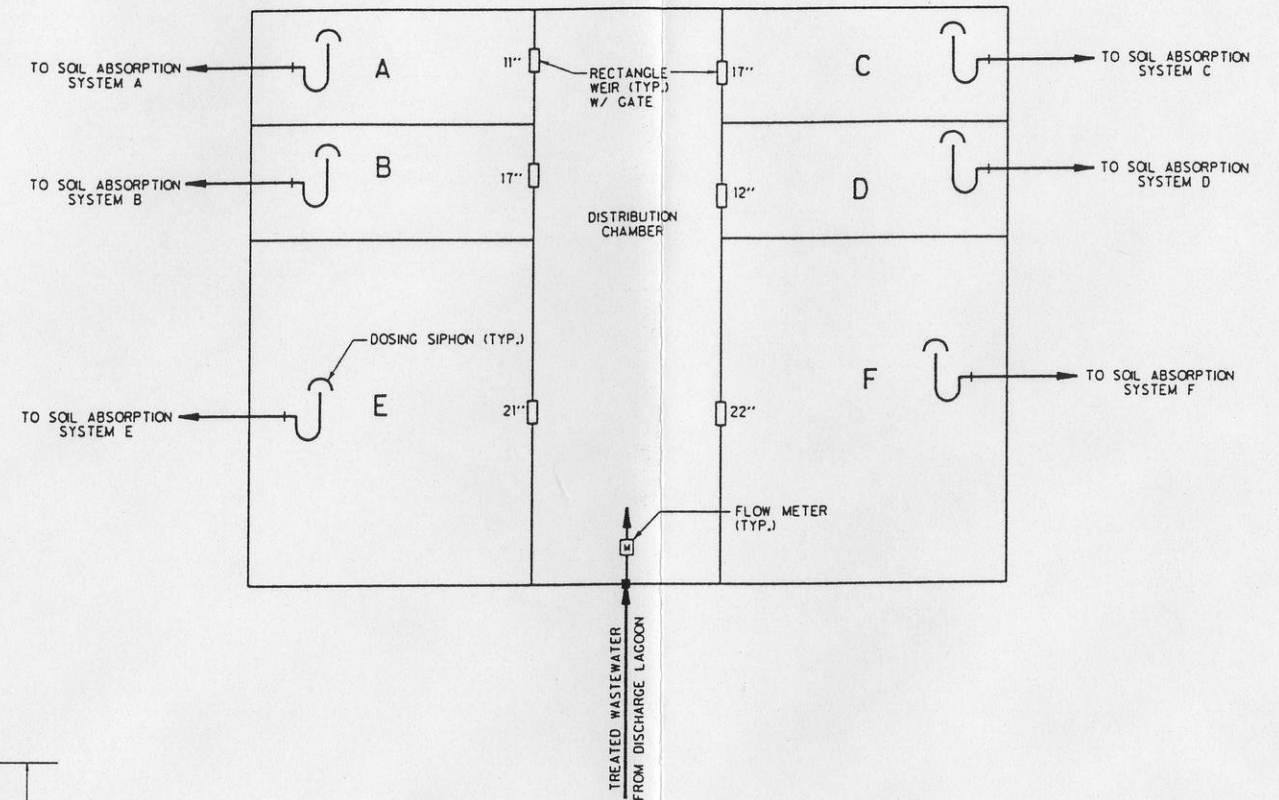 TO SOIL ABSORPTION
SYSTEM A
A
11"
RECTANGLE
WEIR (TYP.)
W/ GATE
17"
C
TO SOIL ABSORPTION
SYSTEM C
TO SOIL ABSORPTION
SYSTEM B
B
17"
DISTRIBUTION
CHAMBER
12"
D
TO SOIL ABSORPTION
SYSTEM D
DOSING SIPHON (TYP.)
TO SOIL ABSORPTION
SYSTEM E
E
21"
22"
F
TO SOIL ABSORPTION
SYSTEM F
FLOW METER
(TYP.)
M
TREATED WASTEWATER
FROM DISCHARGE LAGOON